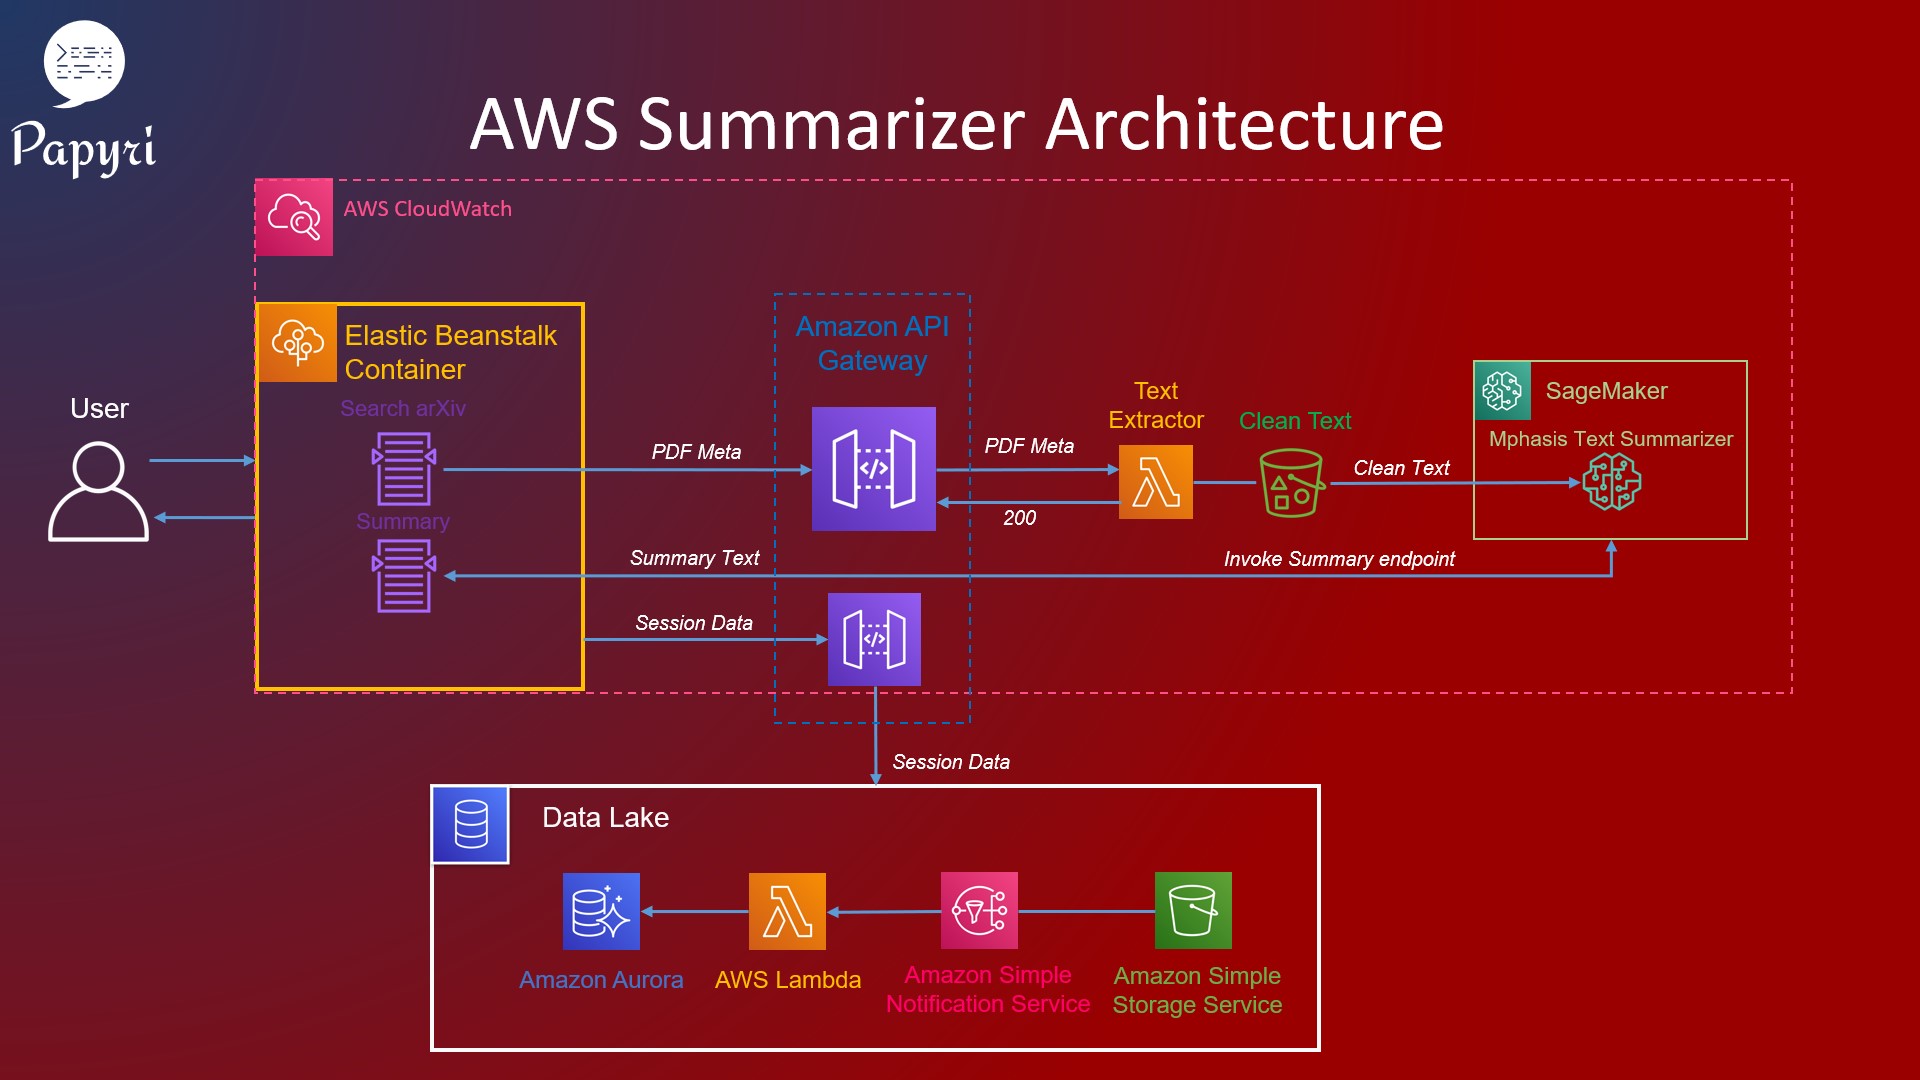 Papyri
AWS Summarizer Architecture
AWS CloudWatch
Elastic Beanstalk
Container
Search arXiv
Summary
User
Amazon API
Gateway
PDF Meta
</>
PDF Meta
200
Text
Extractor
Clean Text
Clean Text
SageMaker
Mphasis Text Summarizer
Summary Text
Invoke Summary endpoint
Session Data
</>
Session Data
Data Lake
Amazon Aurora
AWS Lambda
Amazon Simple
Notification Service
Amazon Simple
Storage Service